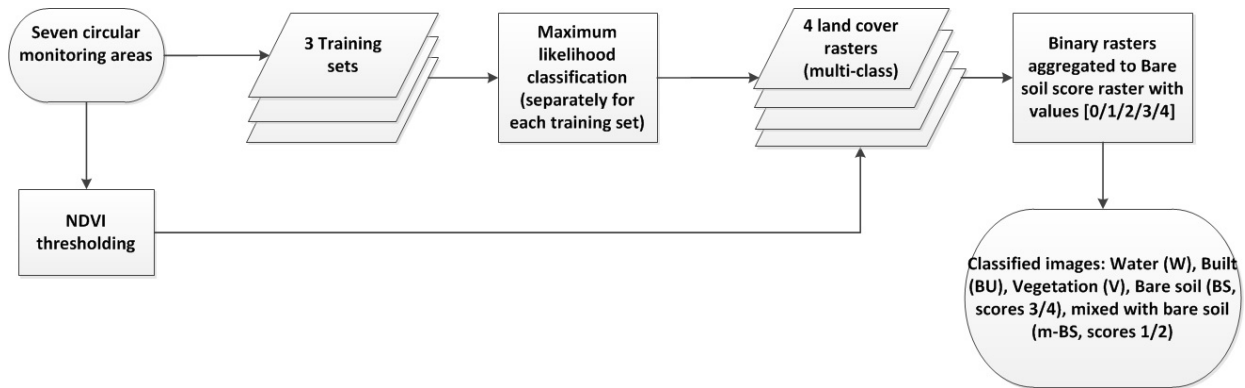 Seven circular
monitoring areas
3 Training
sets
Maximum
likelihood
classification
(separately for
each training set)
4 land cover
rasters
(multi-class)
Binary rasters
aggregated to Bare
soil score raster with
values [0/1/2/3/4]
NDVI
thresholding
Classified images: Water (W), Built
(BU), Vegetation (V), Bare soil (BS,
scores 3/4), mixed with bare soil
(m-BS, scores 1/2)